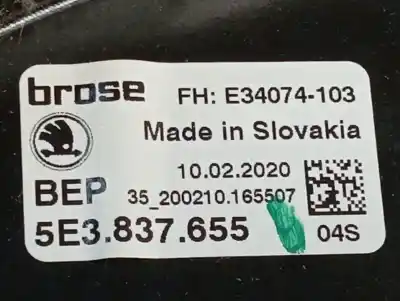 brose FH: E34074-103
Made in Slovakia
10.02.2020
BEP 35_200210.165507
5E3.837.655 04S